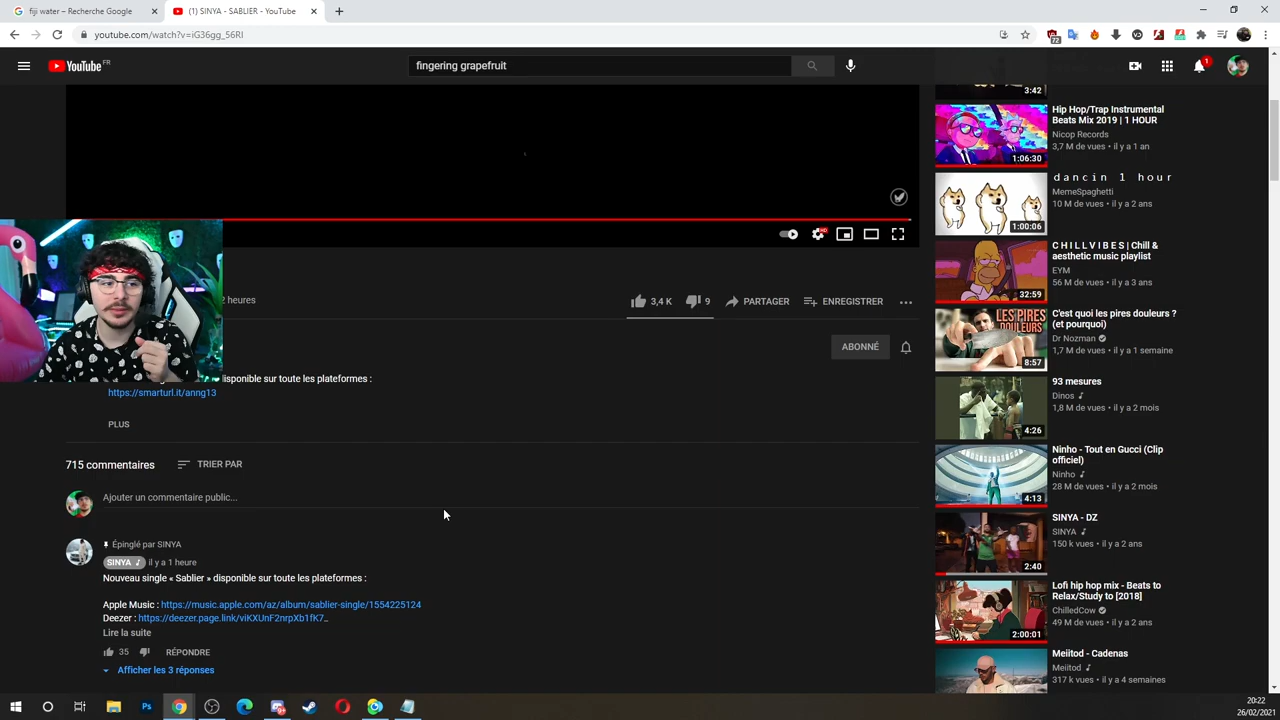 fiji water – Recherche Google
(1) SINYA - SABLIER - YouTube
youtube.com/watch?v=iG36gg_56RI
72
YouTube FR
fingering grapefruit
1
3:42
Hip Hop/Trap Instrumental
Beats Mix 2019 | 1 HOUR
Nicop Records
3,7 M de vues • il y a 1 an
1:06:30
dancin 1 hour
MemeSpaghetti
10 M de vues • il y a 2 ans
1:00:06
C H I L L V I B E S | Chill &
aesthetic music playlist
EYM
56 M de vues • il y a 3 ans
32:59
HD
2 heures
3,4 K
9
PARTAGER
ENREGISTRER
ABONNÉ
LES PIRES
DOULEURS
C'est quoi les pires douleurs ?
(et pourquoi)
Dr Nozman
1,7 M de vues • il y a 1 semaine
8:57
disponible sur toute les plateformes :
https://smarturl.it/anng13
PLUS
93 mesures
Dinos
1,8 M de vues • il y a 2 mois
4:26
715 commentaires
TRIER PAR
Ajouter un commentaire public...
Ninho - Tout en Gucci (Clip
officiel)
Ninho
28 M de vues • il y a 2 mois
4:13
Épinglé par SINYA
SINYA il y a 1 heure
Nouveau single « Sablier » disponible sur toute les plateformes :
Apple Music : https://music.apple.com/az/album/sablier-single/1554225124
Deezer : https://deezer.page.link/viKXUnF2nrpXb1fK7_
Lire la suite
35
RÉPONDRE
Afficher les 3 réponses
SINYA - DZ
SINYA
150 k vues • il y a 2 ans
2:40
Lofi hip hop mix - Beats to
Relax/Study to [2018]
ChilledCow
49 M de vues • il y a 2 ans
2:00:01
Meiitod - Cadenas
Meiitod
317 k vues • il y a 4 semaines
20:22
26/02/2021